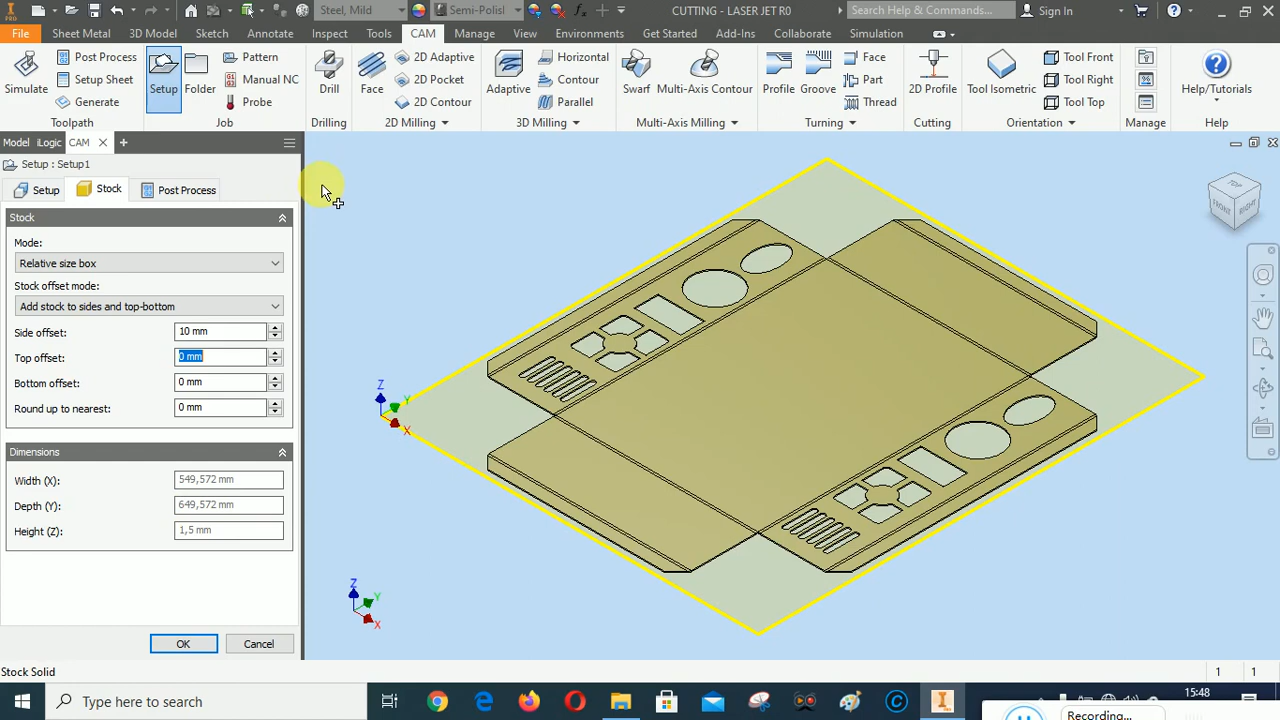 PRO
Steel, Mild
Semi-Polis
CUTTING - LASER JET R0
Search Help & Commands...
Sign In
File Sheet Metal 3D Model Sketch Annotate Inspect Tools CAM Manage View Environments Get Started Add-Ins Collaborate Simulation
Simulate
Post Process
Setup Sheet
Generate
Toolpath
Setup
Folder
Pattern
Manual NC
Probe
Job
Drill
Drilling
Face
2D Adaptive
2D Pocket
2D Contour
2D Milling
Adaptive
Horizontal
Contour
Parallel
3D Milling
Swarf
Multi-Axis Contour
Multi-Axis Milling
Profile
Groove
Face
Part
Thread
Turning
2D PROFILE
Cutting
Tool Isometric
Tool Front
Tool Right
Tool Top
Orientation
Manage
Help/Tutorials
Help
Model iLogic CAM
Setup : Setup1
Setup Stock Post Process
Stock
Mode:
Relative size box
Stock offset mode:
Add stock to sides and top-bottom
Side offset: 10 mm
Top offset: 0 mm
Bottom offset: 0 mm
Round up to nearest: 0 mm
Dimensions
Width (X): 549,572 mm
Depth (Y): 649,572 mm
Height (Z): 1,5 mm
OK Cancel
Z
Y
X
Z
Y
X
TOP
FRONT
RIGHT
Stock Solid
1 1
Type here to search
15:48
Recording...